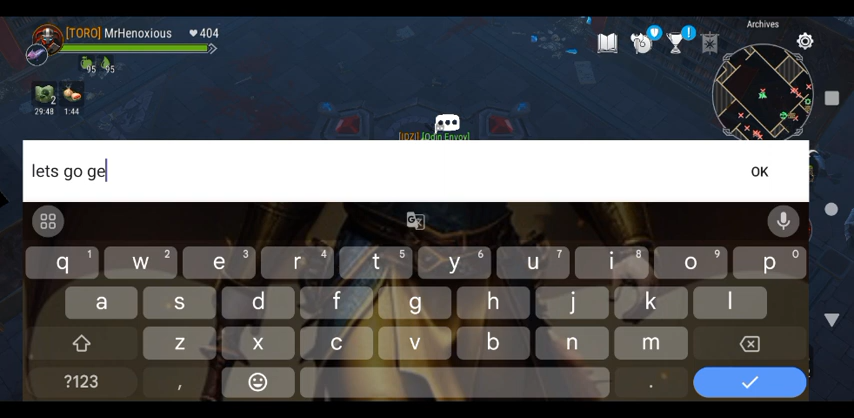 Archives
[TORO] MrHenoxious 404
95 95
2
29:48 1:44
[IDZI] [Odin Envoy]
lets go ge
OK
q 1 w 2 e 3 r 4 t 5 y 6 u 7 i 8 o 9 p 0
a s d f g h j k l
z x c v b n m
?123 , .